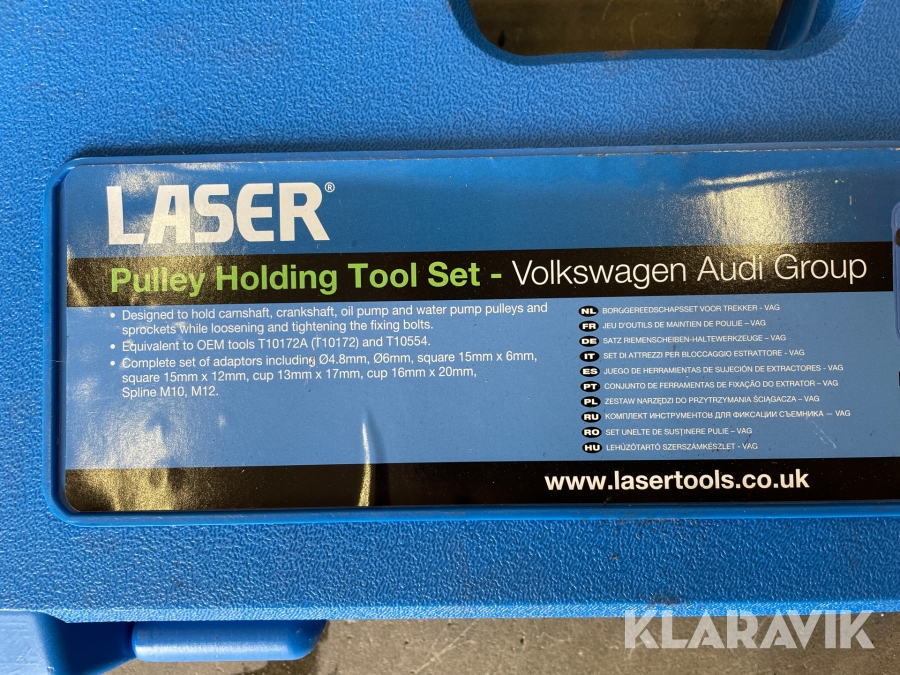 LASER®
Pulley Holding Tool Set - Volkswagen Audi Group
• Designed to hold camshaft, crankshaft, oil pump and water pump pulleys and
sprockets while loosening and tightening the fixing bolts.
• Equivalent to OEM tools T10172A (T10172) and T10554.
• Complete set of adaptors including Ø4.8mm, Ø6mm, square 15mm x 6mm,
square 15mm x 12mm, cup 13mm x 17mm, cup 16mm x 20mm,
Spline M10, M12.
NL BORGGEREEDSCHAPSSET VOOR TREKKER - VAG
FR JEU D'OUTILS DE MAINTIEN DE POULIE – VAG
DE SATZ RIEMENSCHEIBEN-HALTEWERKZEUGE – VAG
IT SET DI ATTREZZI PER BLOCCAGGIO ESTRATTORE - VAG
ES JUEGO DE HERRAMIENTAS DE SUJECIÓN DE EXTRACTORES - VAG
PT CONJUNTO DE FERRAMENTAS DE FIXAÇÃO DO EXTRATOR – VAG
PL ZESTAW NARZĘDZI DO PRZYTRZYMANIA ŚCIĄGACZA – VAG
RU КОМПЛЕКТ ИНСТРУМЕНТОВ ДЛЯ ФИКСАЦИИ СЪЕМНИКА — VAG
RO SET UNELTE DE SUSȚINERE PULIE – VAG
HU LEHÚZÓTARTÓ SZERSZÁMKÉSZLET - VAG
www.lasertools.co.uk
KLARAVIK